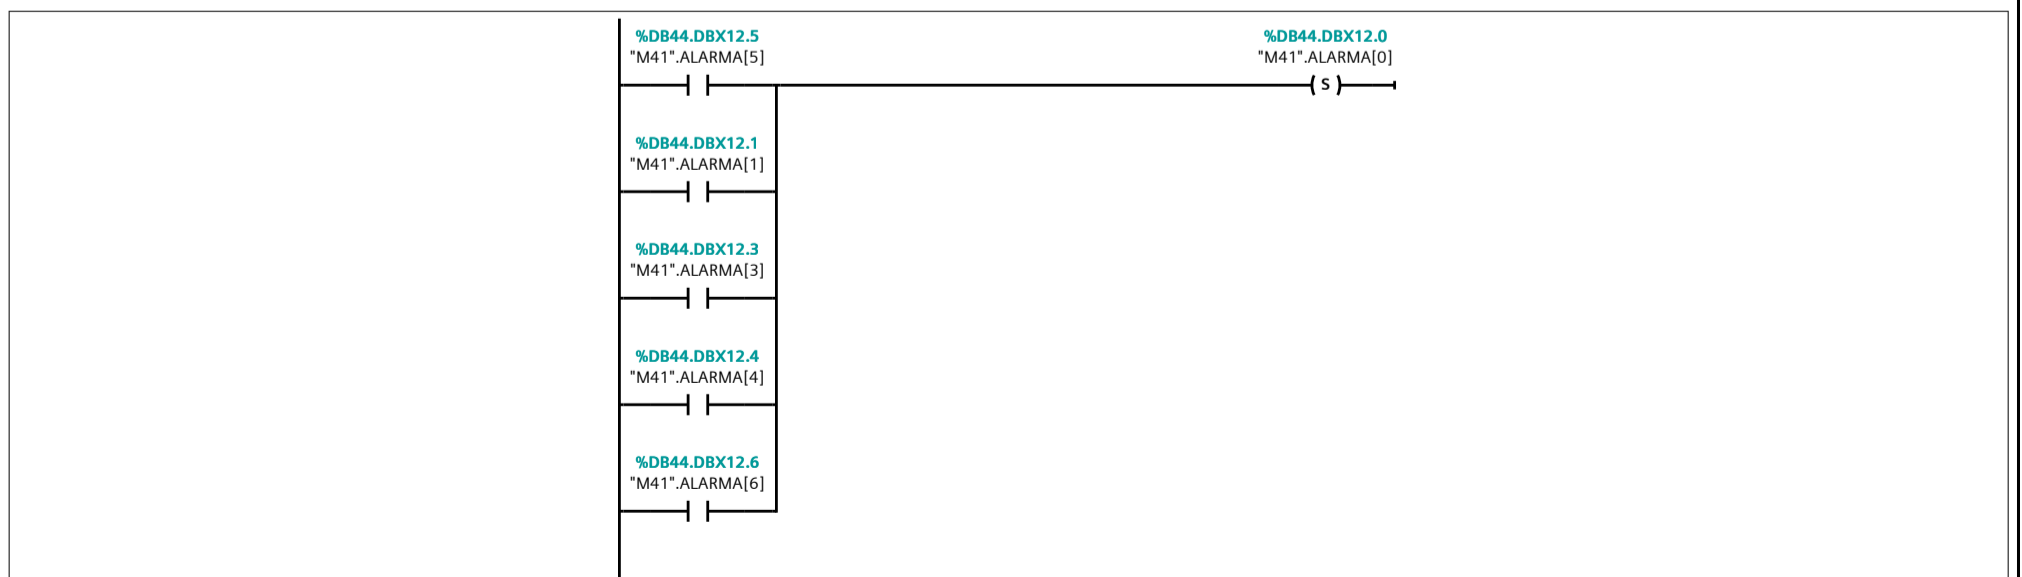 %DB44.DBX12.5
"M41".ALARMA[5]
%DB44.DBX12.0
"M41".ALARMA[0]
S
%DB44.DBX12.1
"M41".ALARMA[1]
%DB44.DBX12.3
"M41".ALARMA[3]
%DB44.DBX12.4
"M41".ALARMA[4]
%DB44.DBX12.6
"M41".ALARMA[6]